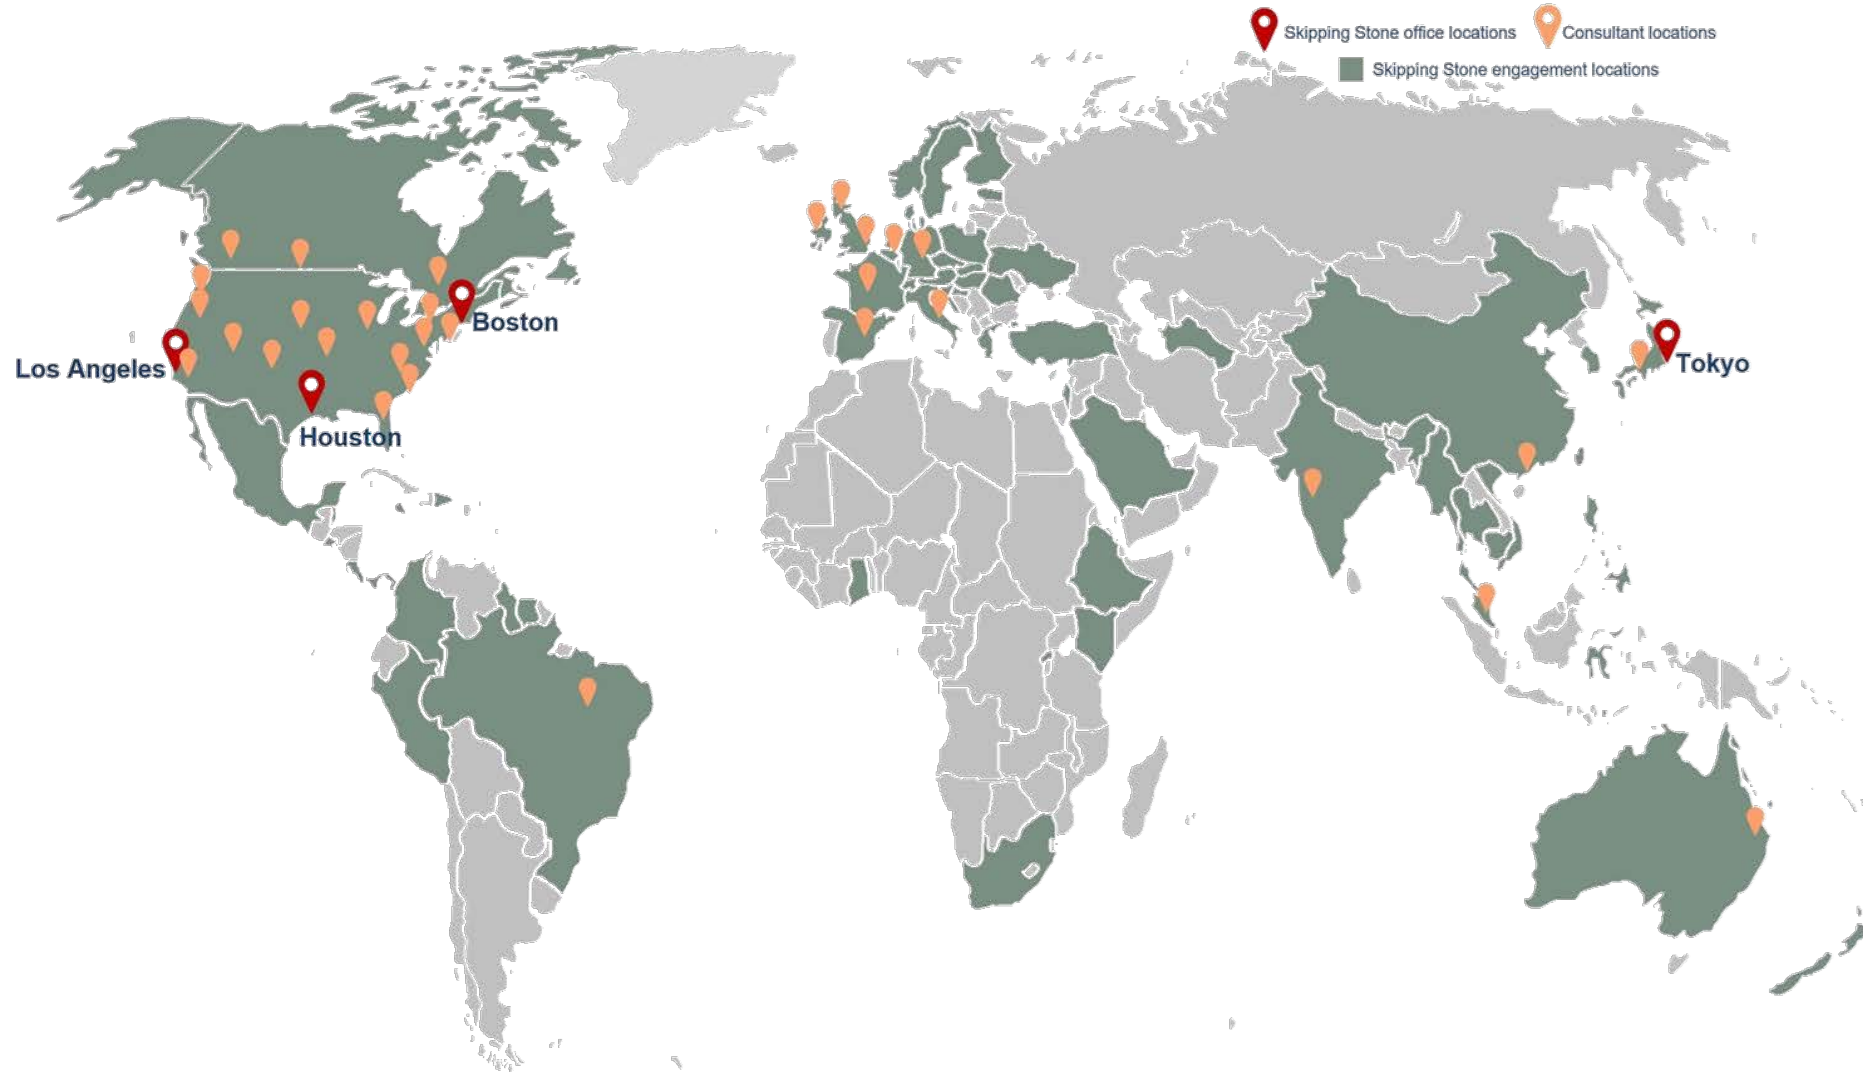 Skipping Stone office locations
Consultant locations
Skipping Stone engagement locations
Boston
Los Angeles
Tokyo
Houston